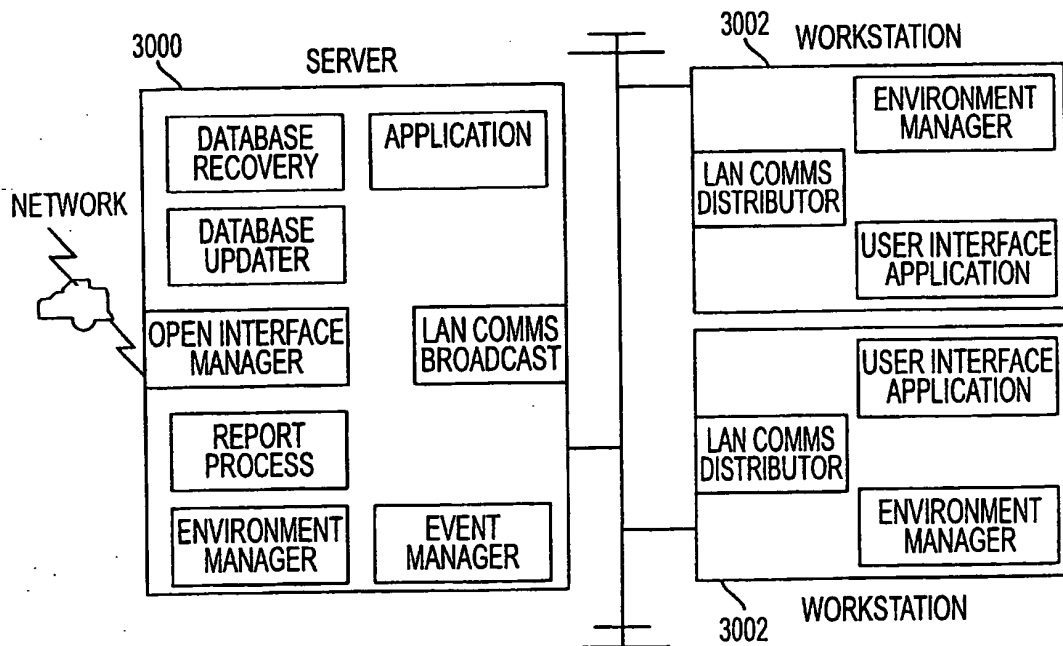 3000
SERVER
DATABASE
RECOVERY
APPLICATION
NETWORK
DATABASE
UPDATER
OPEN INTERFACE
MANAGER
LAN COMMS
BROADCAST
REPORT
PROCESS
ENVIRONMENT
MANAGER
EVENT
MANAGER
3002
WORKSTATION
ENVIRONMENT
MANAGER
LAN COMMS
DISTRIBUTOR
USER INTERFACE
APPLICATION
USER INTERFACE
APPLICATION
LAN COMMS
DISTRIBUTOR
ENVIRONMENT
MANAGER
3002
WORKSTATION